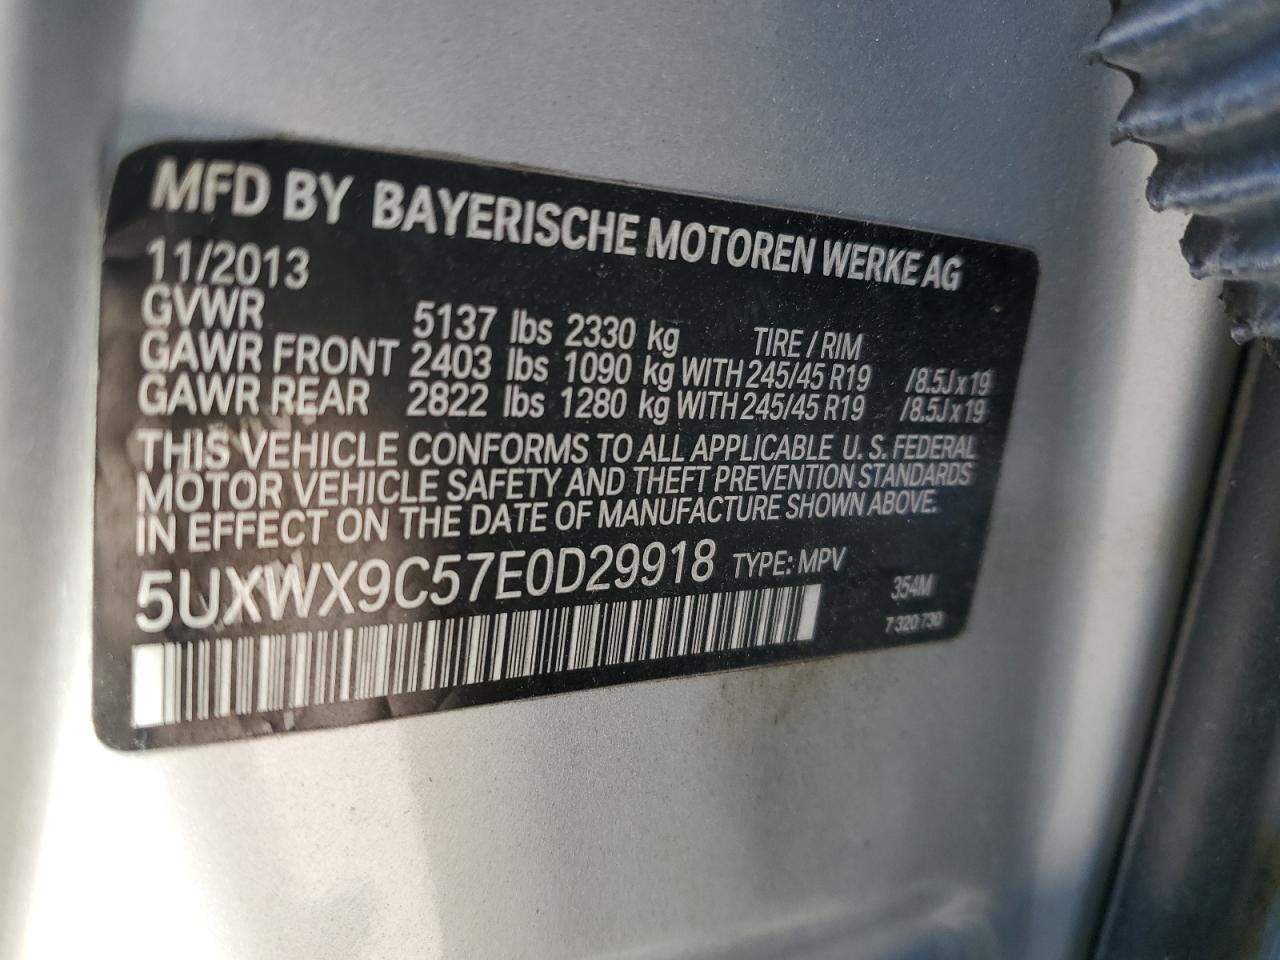 MFD BY BAYERISCHE MOTOREN WERKE AG
11/2013
GVWR 5137 lbs 2330 kg TIRE / RIM
GAWR FRONT 2403 lbs 1090 kg WITH 245/45 R19 /8.5J x 19
GAWR REAR 2822 lbs 1280 kg WITH 245/45 R19 /8.5J x 19
THIS VEHICLE CONFORMS TO ALL APPLICABLE U. S. FEDERAL
MOTOR VEHICLE SAFETY AND THEFT PREVENTION STANDARDS
IN EFFECT ON THE DATE OF MANUFACTURE SHOWN ABOVE.
5UXWX9C57E0D29918 TYPE: MPV
354M
7 320 730